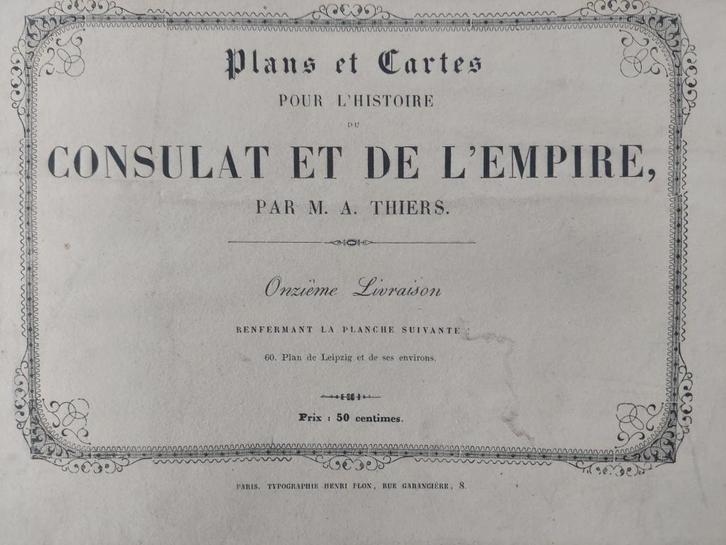 Plans et Cartes
POUR L'HISTOIRE
DU
CONSULAT ET DE L'EMPIRE,
PAR M. A. THIERS.
Onzième Livraison
RENFERMANT LA PLANCHE SUIVANTE :
60. Plan de Leipzig et de ses environs.
Prix : 50 centimes.
PARIS. TYPOGRAPHIE HENRI PLON, RUE GARANCIÈRE, 8.